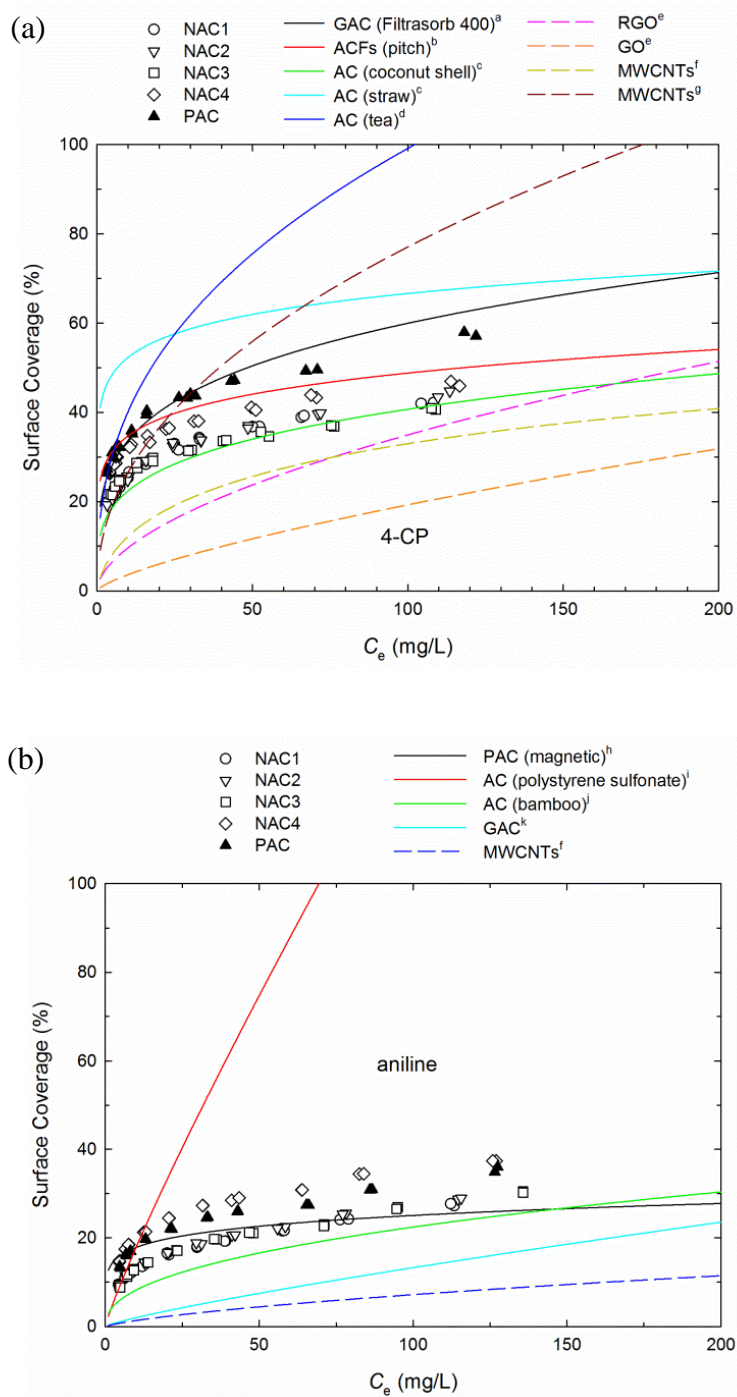 (a)
NAC1
NAC2
NAC3
NAC4
PAC
GAC (Filtrasorb 400)ᵃ
ACFs (pitch)ᵇ
AC (coconut shell)ᶜ
AC (straw)ᶜ
AC (tea)ᵈ
RGOᵉ
GOᵉ
MWCNTsᶠ
MWCNTsᵍ
100
80
60
40
20
0
Surface Coverage (%)
4-CP
0 50 100 150 200
Cₑ (mg/L)
(b)
NAC1
NAC2
NAC3
NAC4
PAC
PAC (magnetic)ʰ
AC (polystyrene sulfonate)ⁱ
AC (bamboo)ʲ
GACᵏ
MWCNTsᶠ
100
80
60
40
20
0
Surface Coverage (%)
aniline
0 50 100 150 200
Cₑ (mg/L)